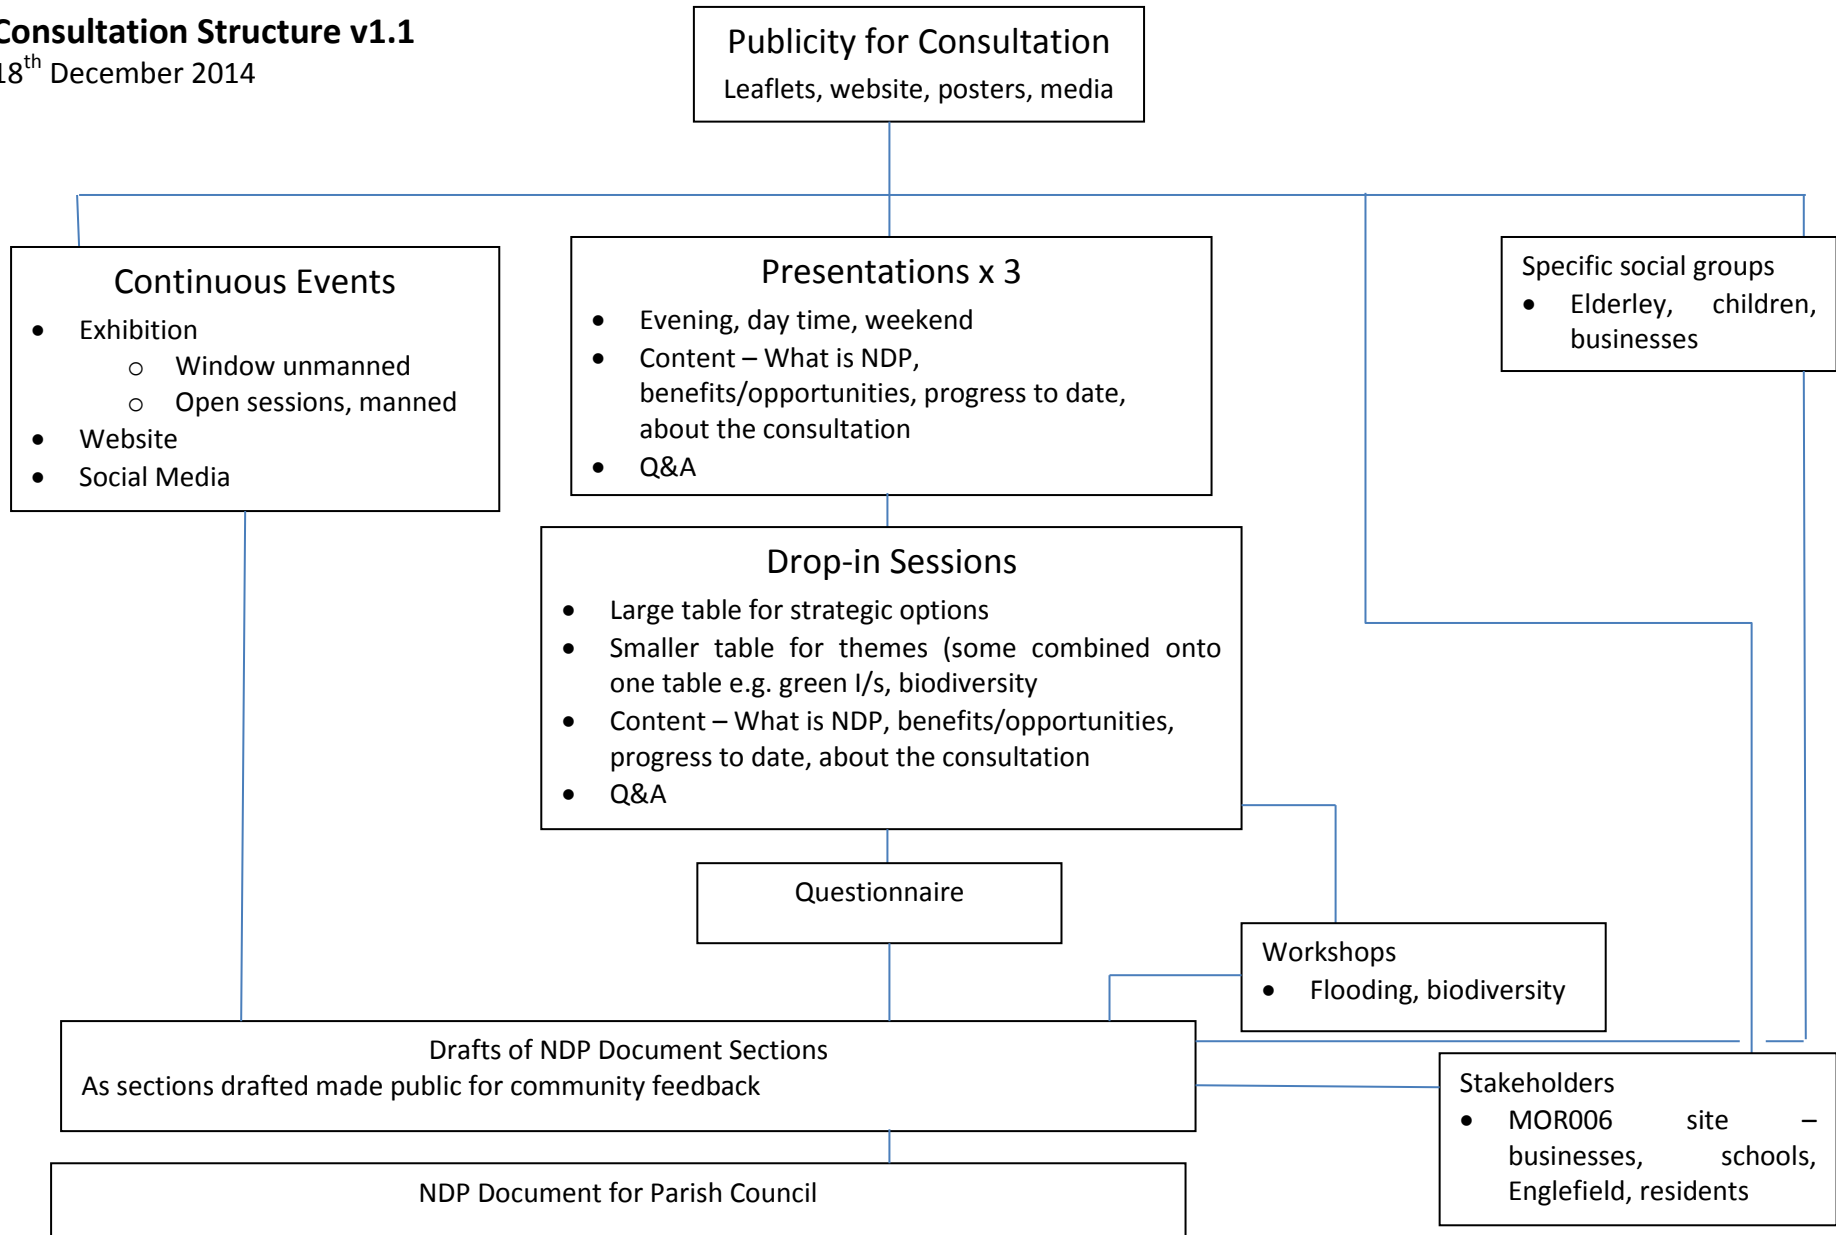 Consultation Structure v1.1
18th December 2014
Publicity for Consultation
Leaflets, website, posters, media
Continuous Events
• Exhibition
o Window unmanned
o Open sessions, manned
• Website
• Social Media
Presentations x 3
• Evening, day time, weekend
• Content – What is NDP,
benefits/opportunities, progress to date,
about the consultation
• Q&A
Specific social groups
• Elderley, children,
businesses
Drop-in Sessions
• Large table for strategic options
• Smaller table for themes (some combined onto
one table e.g. green I/s, biodiversity
• Content – What is NDP, benefits/opportunities,
progress to date, about the consultation
• Q&A
Questionnaire
Workshops
• Flooding, biodiversity
Drafts of NDP Document Sections
As sections drafted made public for community feedback
Stakeholders
• MOR006 site –
businesses, schools,
Englefield, residents
NDP Document for Parish Council